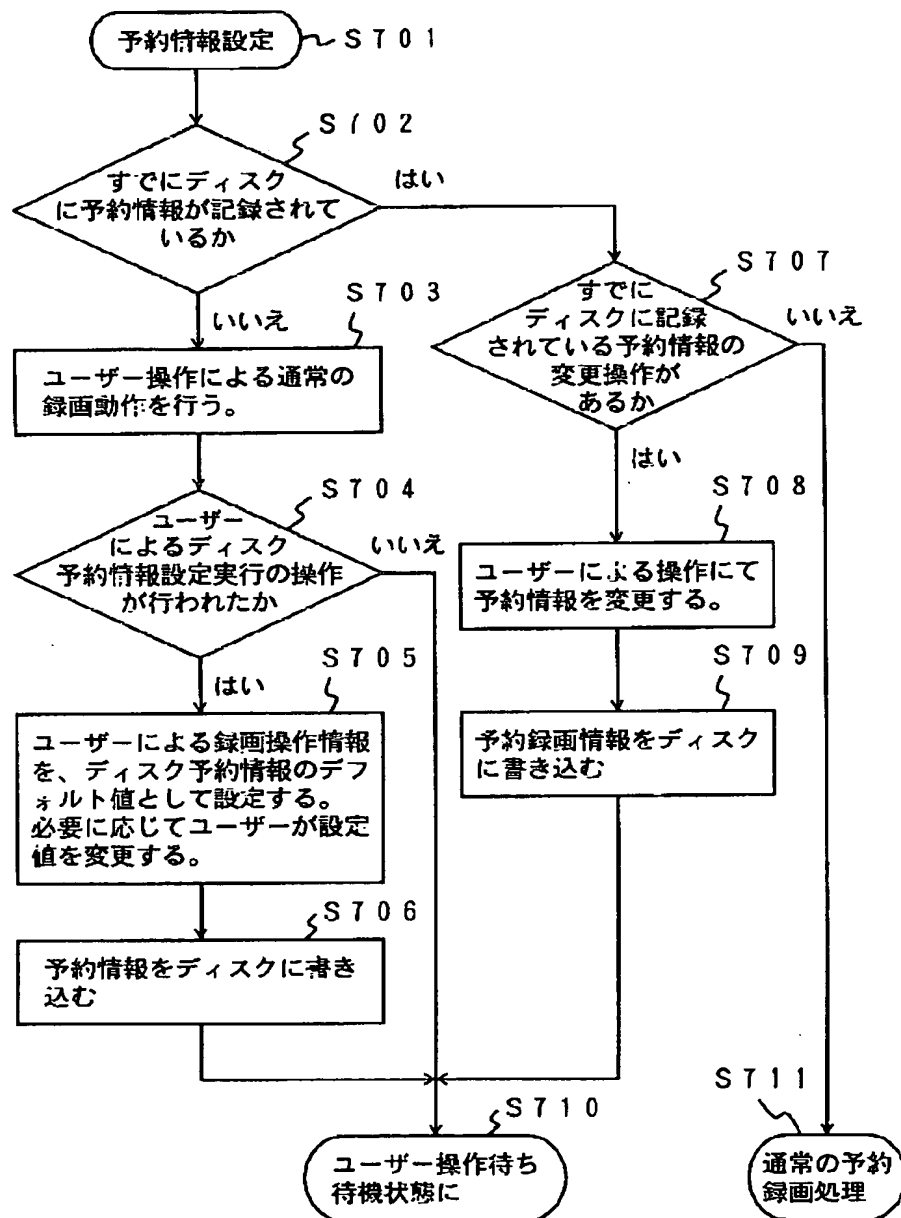 予約情報設定
S701
S702
すでにディスク
に予約情報が記録されて
いるか
はい
いいえ
S703
ユーザー操作による通常の
録画動作を行う。
S704
ユーザー
によるディスク
予約情報設定実行の操作
が行われたか
いいえ
はい
S705
ユーザーによる録画操作情報
を、ディスク予約情報のデフ
ォルト値として設定する。
必要に応じてユーザーが設定
値を変更する。
S706
予約情報をディスクに書き
込む
S707
すでに
ディスクに記録
されている予約情報の
変更操作が
あるか
いいえ
はい
S708
ユーザーによる操作にて
予約情報を変更する。
S709
予約録画情報をディスク
に書き込む
S710
ユーザー操作待ち
待機状態に
S711
通常の予約
録画処理